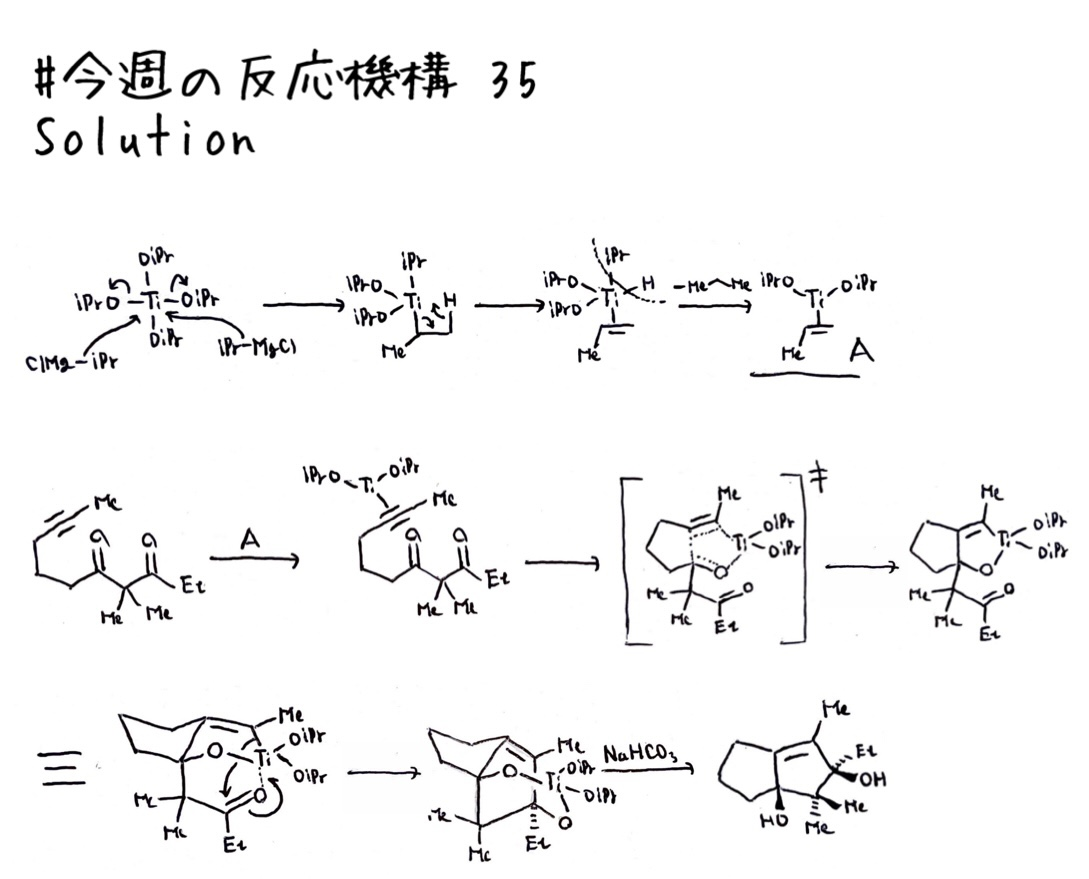 #今週の反応機構 35
Solution
OiPr
iPrO Ti OiPr
OiPr
ClMg-iPr iPr-MgCl
iPr
iPrO Ti H
iPrO
Me
iPr
iPrO Ti H
iPrO
Me
-Me Me
iPrO OiPr
Ti
Me A
Me
O O
Et
Me Me
A
iPrO OiPr
Ti
Me
O O
Et
Me Me
Me ‡
OiPr
Ti OiPr
O
Me O
Me Et
Me
OiPr
Ti OiPr
O
Me O
Me Et
Me
OiPr
O Ti
OiPr
Me O
Me Et
Me
OiPr
O Ti OiPr
Me O
Me Et
NaHCO3
Me
Et
OH
Me
HO Me